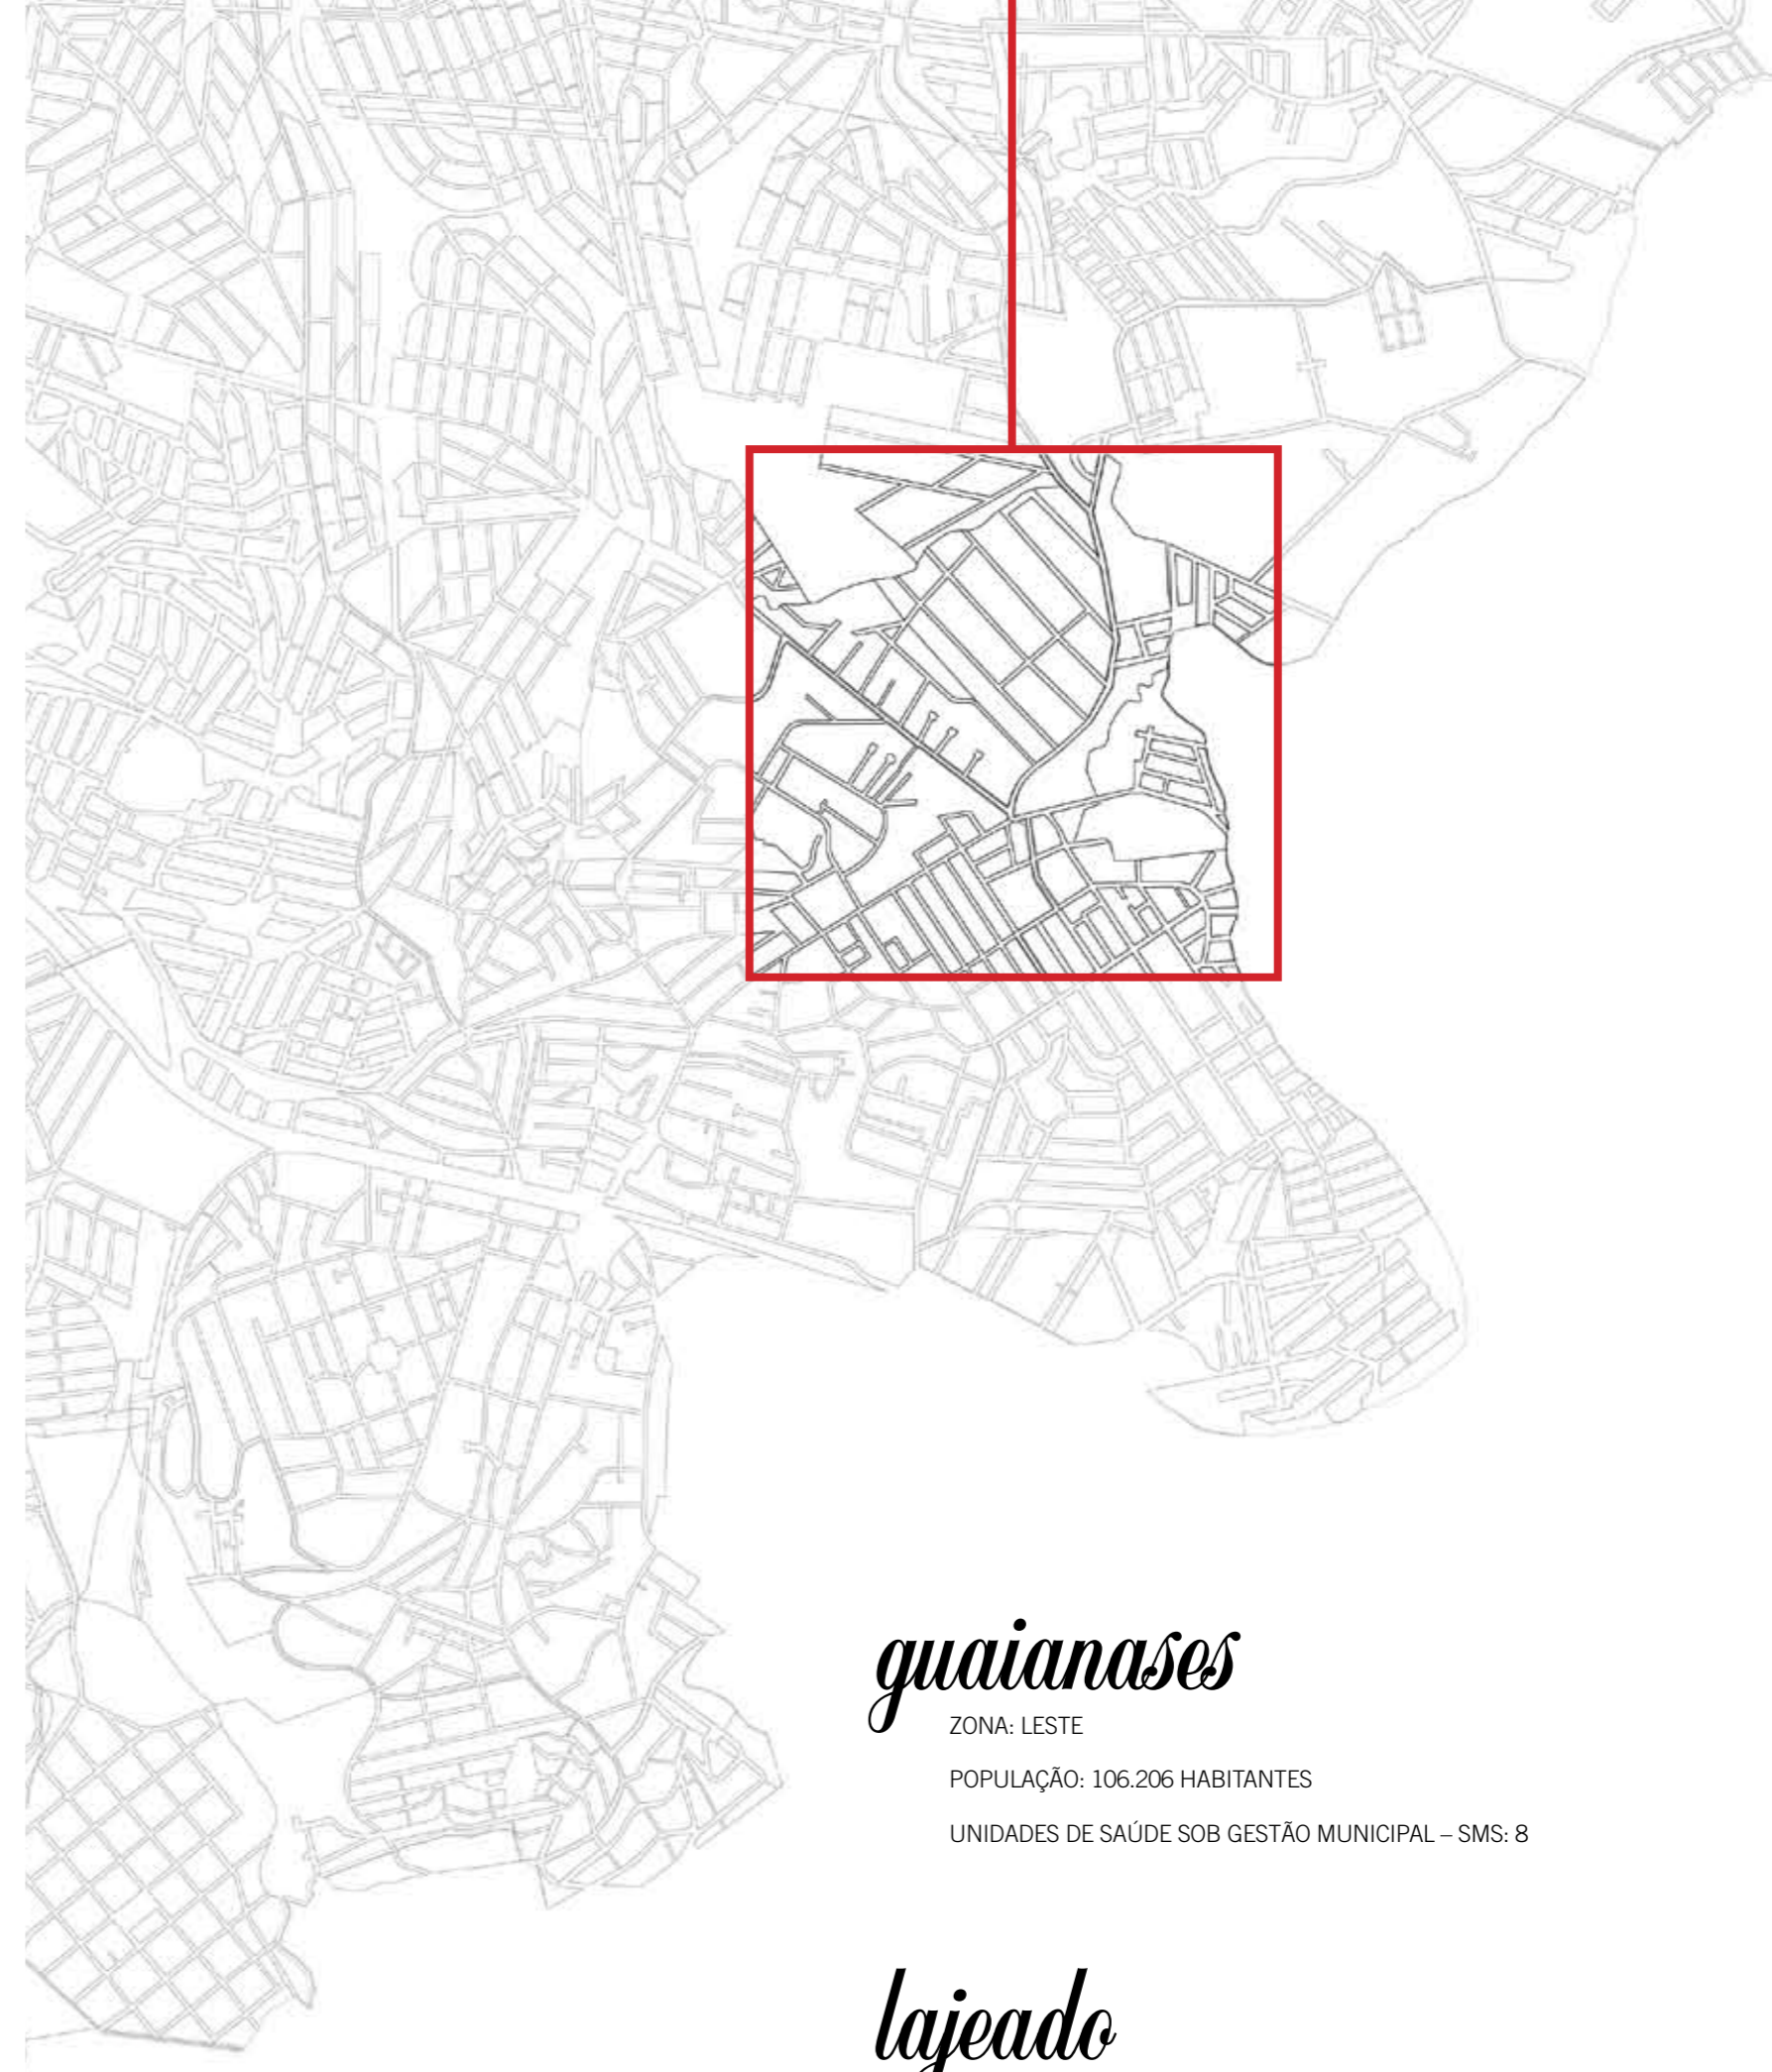 guaianases
ZONA: LESTE
POPULAÇÃO: 106.206 HABITANTES
UNIDADES DE SAÚDE SOB GESTÃO MUNICIPAL – SMS: 8
lajeado